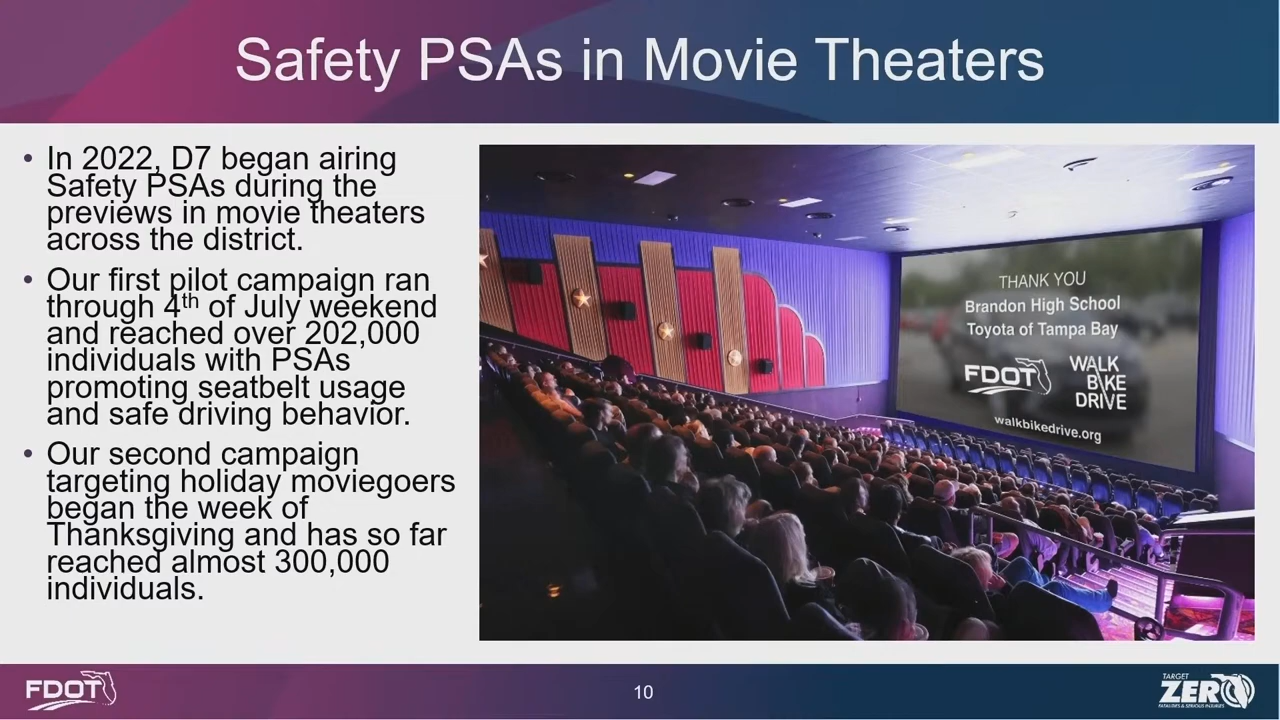 Safety PSAs in Movie Theaters
• In 2022, D7 began airing
Safety PSAs during the
previews in movie theaters
across the district.
• Our first pilot campaign ran
through 4th of July weekend
and reached over 202,000
individuals with PSAs
promoting seatbelt usage
and safe driving behavior.
• Our second campaign
targeting holiday moviegoers
began the week of
Thanksgiving and has so far
reached almost 300,000
individuals.
THANK YOU
Brandon High School
Toyota of Tampa Bay
FDOT
WALK
BIKE
DRIVE
walkbikedrive.org
FDOT
10
TARGET
ZERO
FATALITIES & SERIOUS INJURIES